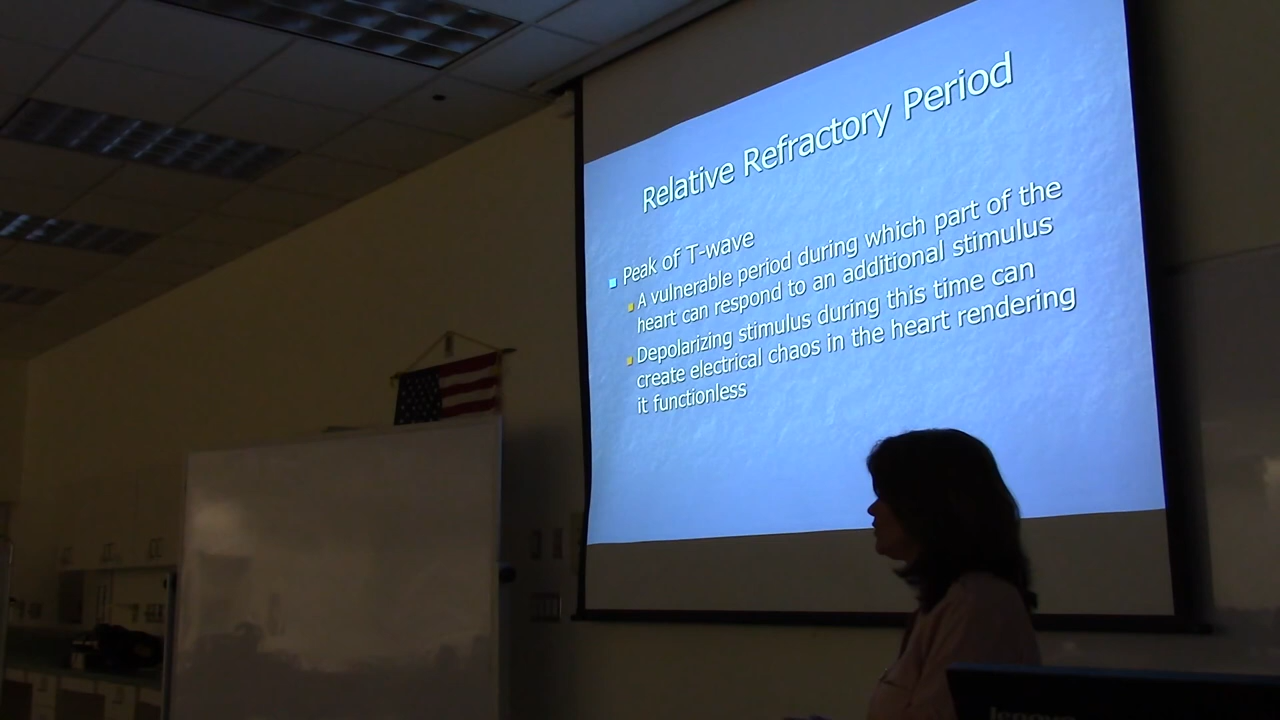 Relative Refractory Period
Peak of T-wave
A vulnerable period during which part of the
heart can respond to an additional stimulus
Depolarizing stimulus during this time can
create electrical chaos in the heart rendering
it functionless
lenovo